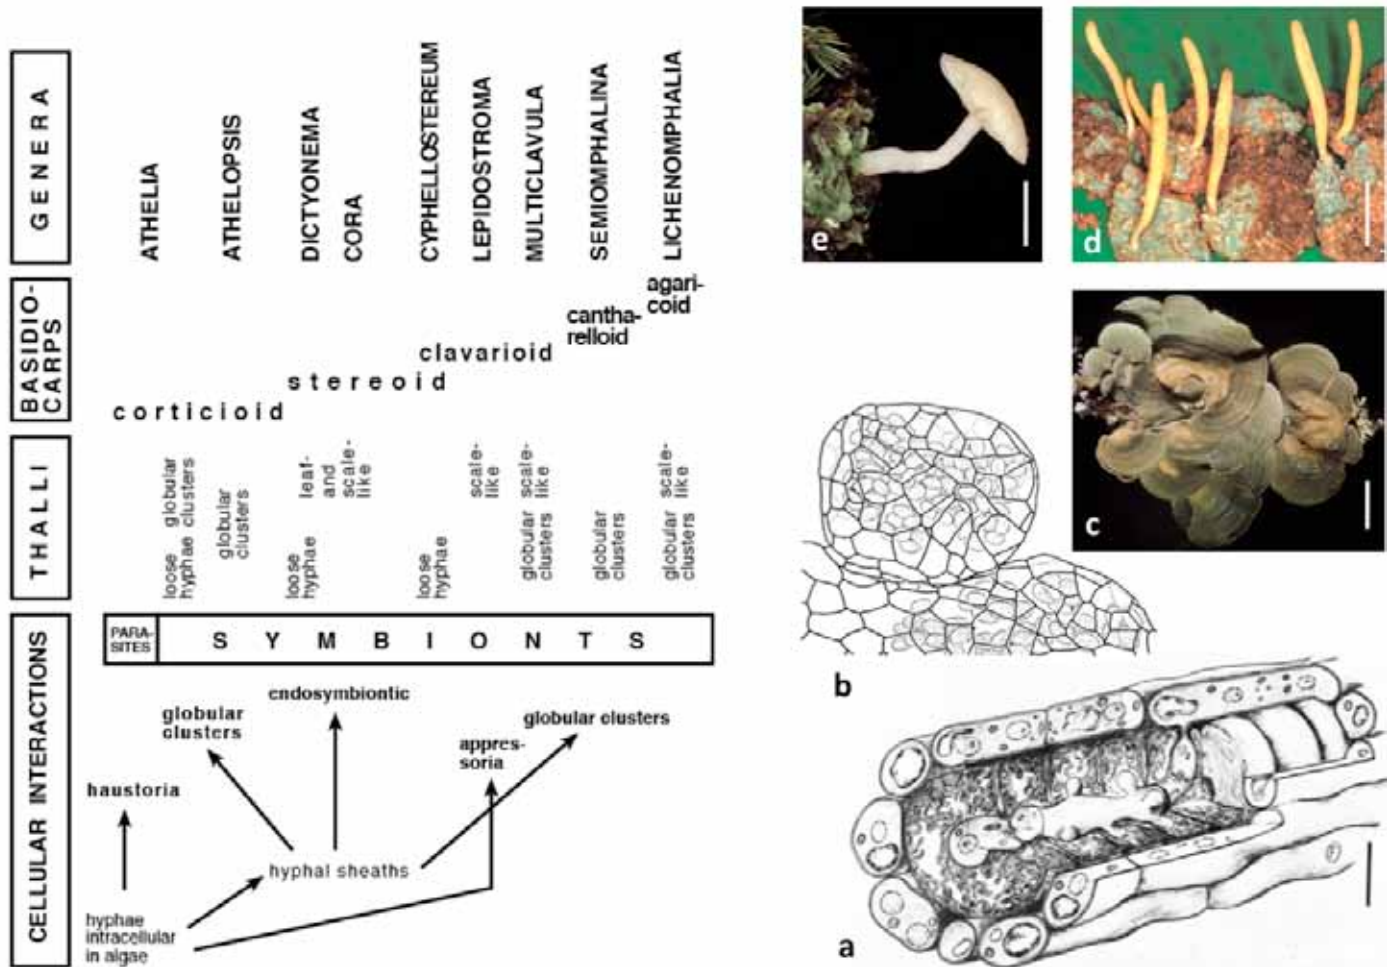 GENERA
ATHELIA
ATHELOPSIS
DICTYONEMA
CORA
CYPHELLOSTEREUM
LEPIDOSTROMA
MULTICLAVULA
SEMIOMPHALINA
LICHENOMPHALIA
BASIDIO-
CARPS
agari-
coid
cantha-
relloid
clavarioid
stereoid
corticioid
THALLI
loose
hyphae
globular
clusters
globular
clusters
loose
hyphae
leaf-
and
scale-
like
loose
hyphae
scale-
like
globular
clusters
scale-
like
globular
clusters
globular
clusters
scale-
like
CELLULAR INTERACTIONS
PARA-
SITES
SYMBIONTS
endosymbiontic
globular
clusters
globular clusters
appres-
soria
haustoria
hyphal sheaths
hyphae
intracellular
in algae
e
d
c
b
a